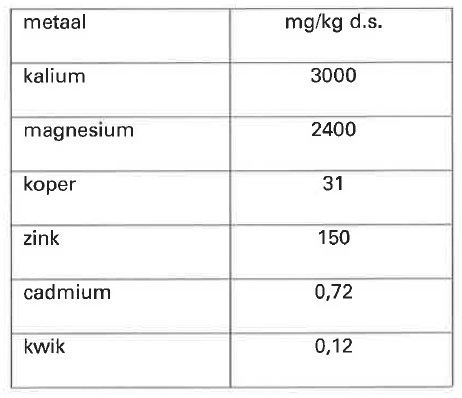 metaal mg/kg d.s.
kalium 3000
magnesium 2400
koper 31
zink 150
cadmium 0,72
kwik 0,12